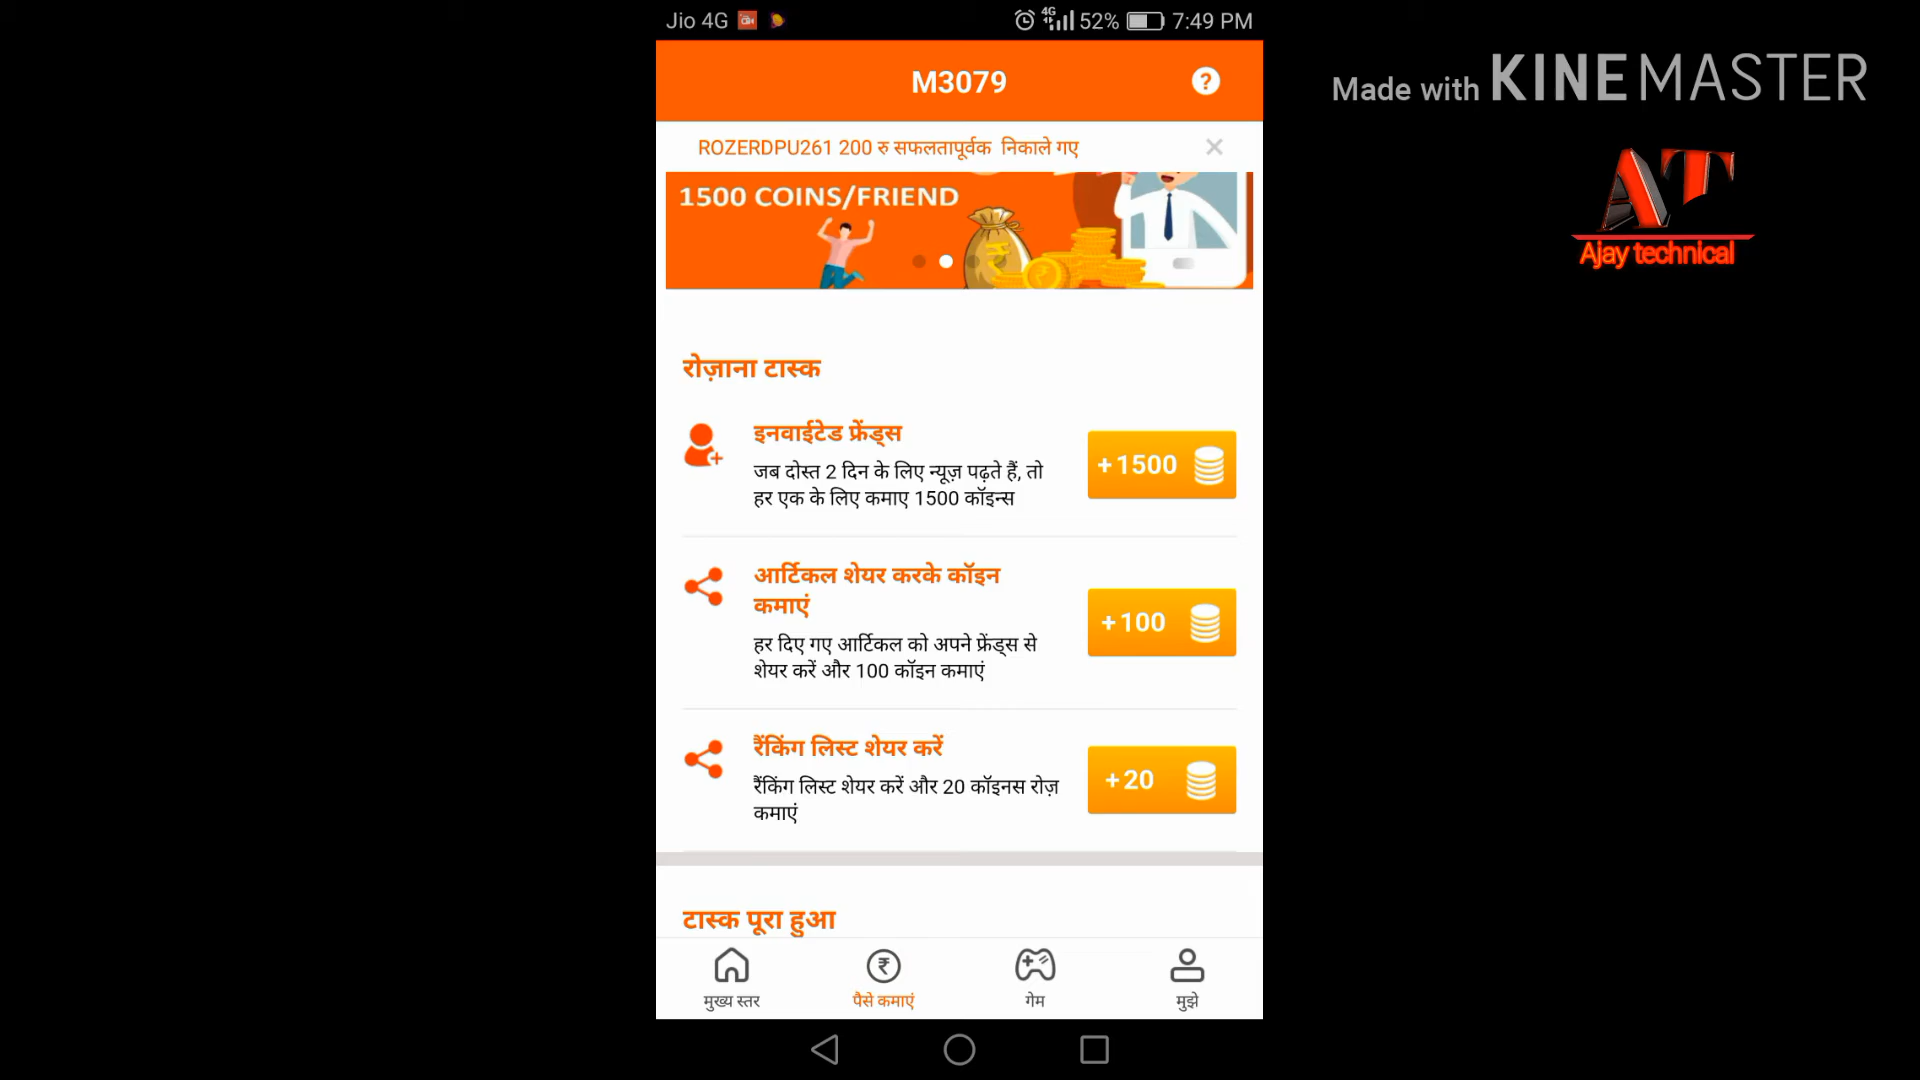 Jio 4G 4G 52% 7:49 PM
Made with KINEMASTER
M3079 ?
AT
Ajay technical
ROZERDPU261 200 रु सफलतापूर्वक निकाले गए
1500 COINS/FRIEND
रोज़ाना टास्क
इनवाईटेड फ्रेंड्स
जब दोस्त 2 दिन के लिए न्यूज़ पढ़ते हैं, तो
हर एक के लिए कमाए 1500 कॉइन्स
+1500
आर्टिकल शेयर करके कॉइन
कमाएं
हर दिए गए आर्टिकल को अपने फ्रेंड्स से
शेयर करें और 100 कॉइन कमाएं
+100
रैंकिंग लिस्ट शेयर करें
रैंकिंग लिस्ट शेयर करें और 20 कॉइनस रोज़
कमाएं
+20
टास्क पूरा हुआ
मुख्य स्तर पैसे कमाएं गेम मुझे